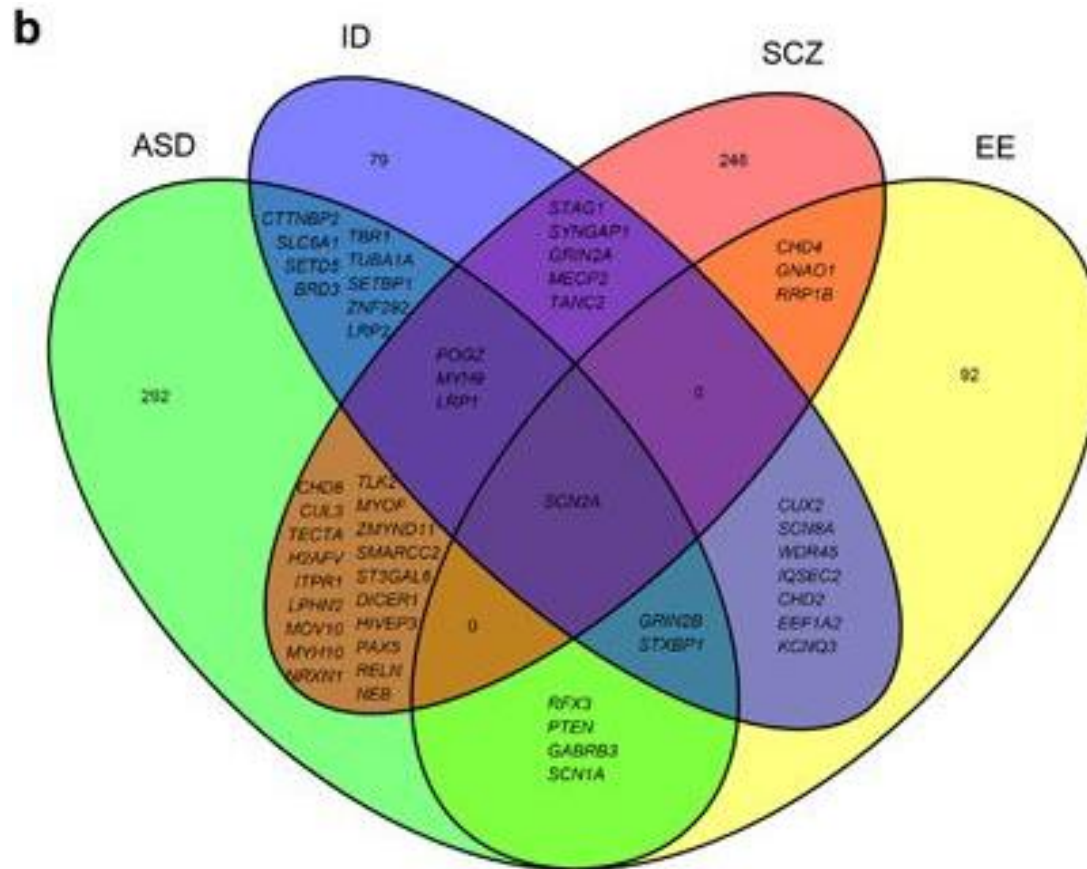 b
ID
SCZ
ASD
EE
79
246
STAG1
SYNGAP1
GRIN2A
MECP2
TANC2
CTTNBP2
SLC6A1
SETD5
BRD3
TBR1
TUBA1A
SETBP1
ZNF292
LRP2
CHD4
GNAO1
RRP1B
POGZ
MYH9
LRP1
292
0
92
CHD8
CUL3
TECTA
H2AFV
ITPR1
LPHN2
MOV10
MYH10
NRXN1
TLK2
MYOF
ZMYND11
SMARCC2
ST3GAL6
DICER1
HIVEP3
PAX5
RELN
NEB
SCN2A
CUX2
SCN8A
WDR45
IQSEC2
CHD2
EEF1A2
KCNQ3
0
GRIN2B
STXBP1
RFX3
PTEN
GABRB3
SCN1A